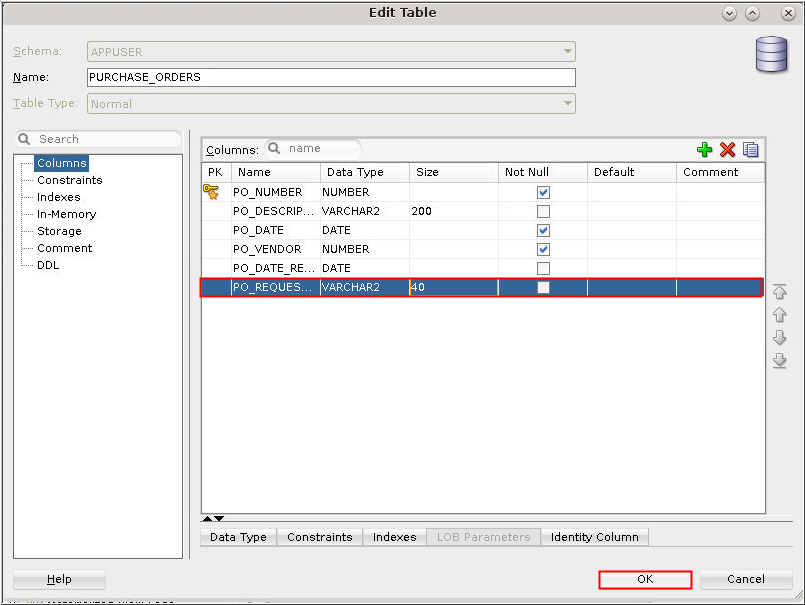 Edit Table
Schema: APPUSER
Name: PURCHASE_ORDERS
Table Type: Normal
Search
Columns
Constraints
Indexes
In-Memory
Storage
Comment
DDL
Columns: name
PK Name Data Type Size Not Null Default Comment
PO_NUMBER NUMBER
PO_DESCRIP... VARCHAR2 200
PO_DATE DATE
PO_VENDOR NUMBER
PO_DATE_RE... DATE
PO_REQUES... VARCHAR2 40
Data Type Constraints Indexes LOB Parameters Identity Column
Help OK Cancel